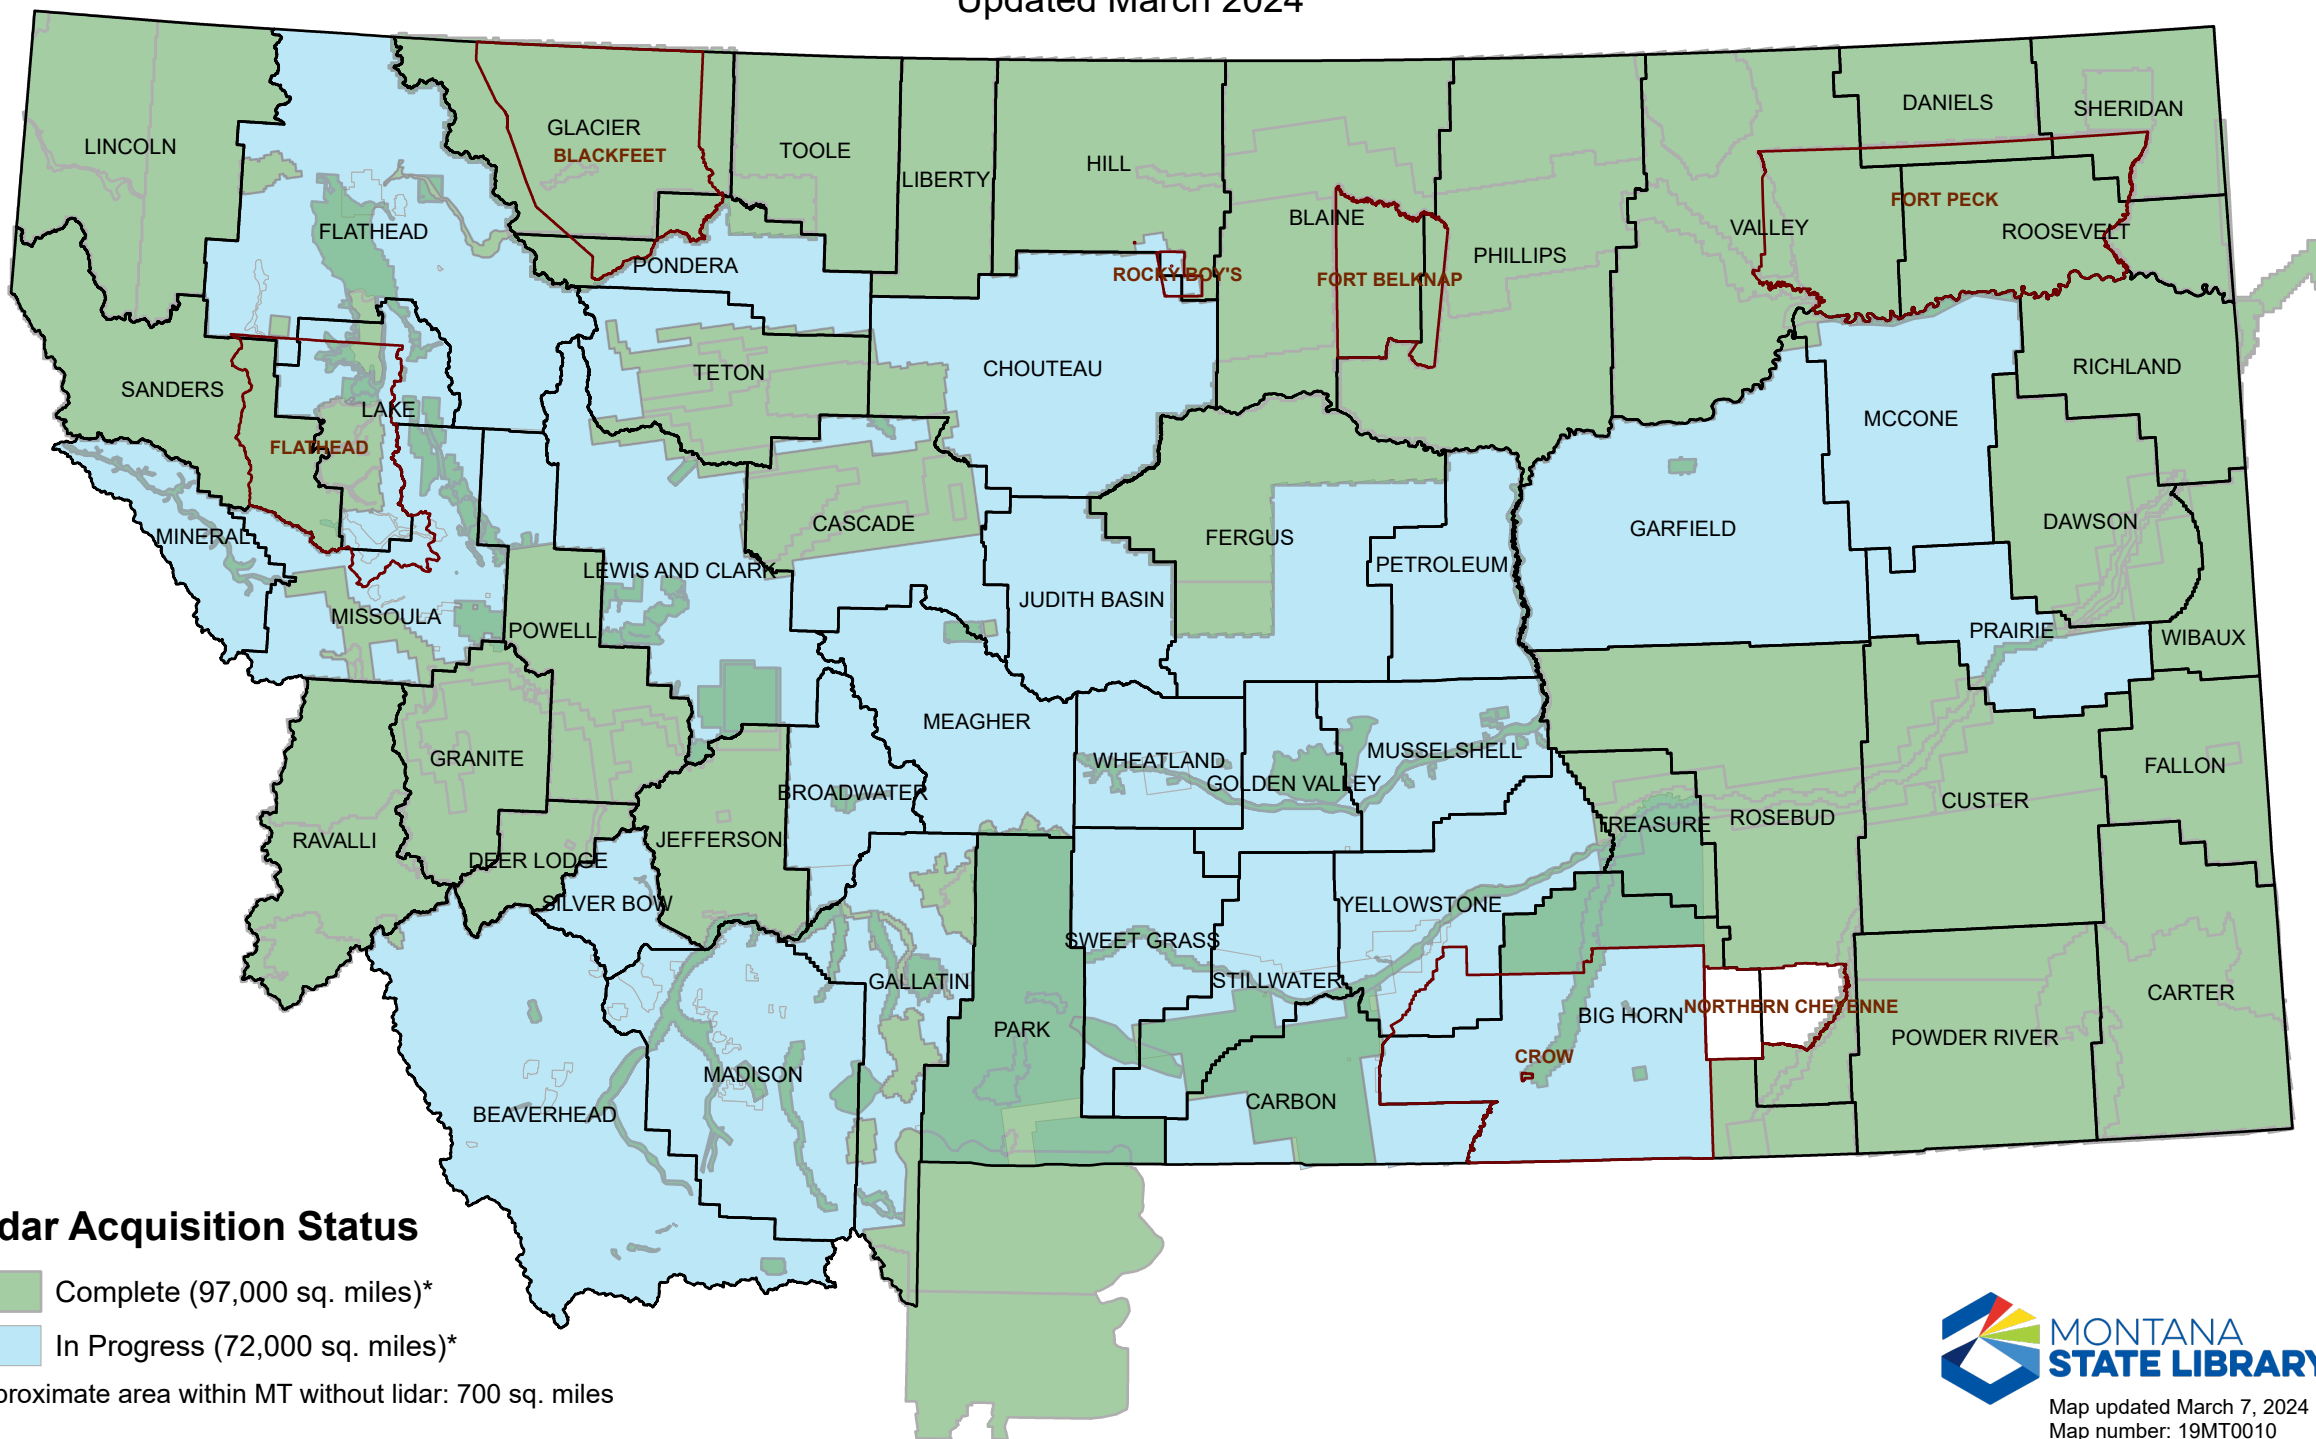 Updated March 2024
LINCOLN
GLACIER
BLACKFEET
TOOLE
LIBERTY
HILL
BLAINE
PHILLIPS
VALLEY
DANIELS
SHERIDAN
FORT PECK
ROOSEVELT
FLATHEAD
PONDERA
ROCKY BOY'S
FORT BELKNAP
SANDERS
LAKE
FLATHEAD
TETON
CHOUTEAU
MCCONE
RICHLAND
MINERAL
CASCADE
FERGUS
PETROLEUM
GARFIELD
DAWSON
LEWIS AND CLARK
JUDITH BASIN
MISSOULA
POWELL
PRAIRIE
WIBAUX
GRANITE
MEAGHER
WHEATLAND
GOLDEN VALLEY
MUSSELSHELL
FALLON
RAVALLI
BROADWATER
JEFFERSON
TREASURE
ROSEBUD
CUSTER
DEER LODGE
SILVER BOW
YELLOWSTONE
SWEET GRASS
GALLATIN
STILLWATER
PARK
BIG HORN
NORTHERN CHEYENNE
CARTER
POWDER RIVER
CROW
MADISON
BEAVERHEAD
CARBON
dar Acquisition Status
Complete (97,000 sq. miles)*
In Progress (72,000 sq. miles)*
proximate area within MT without lidar: 700 sq. miles
MONTANA
STATE LIBRARY
Map updated March 7, 2024
Map number: 19MT0010